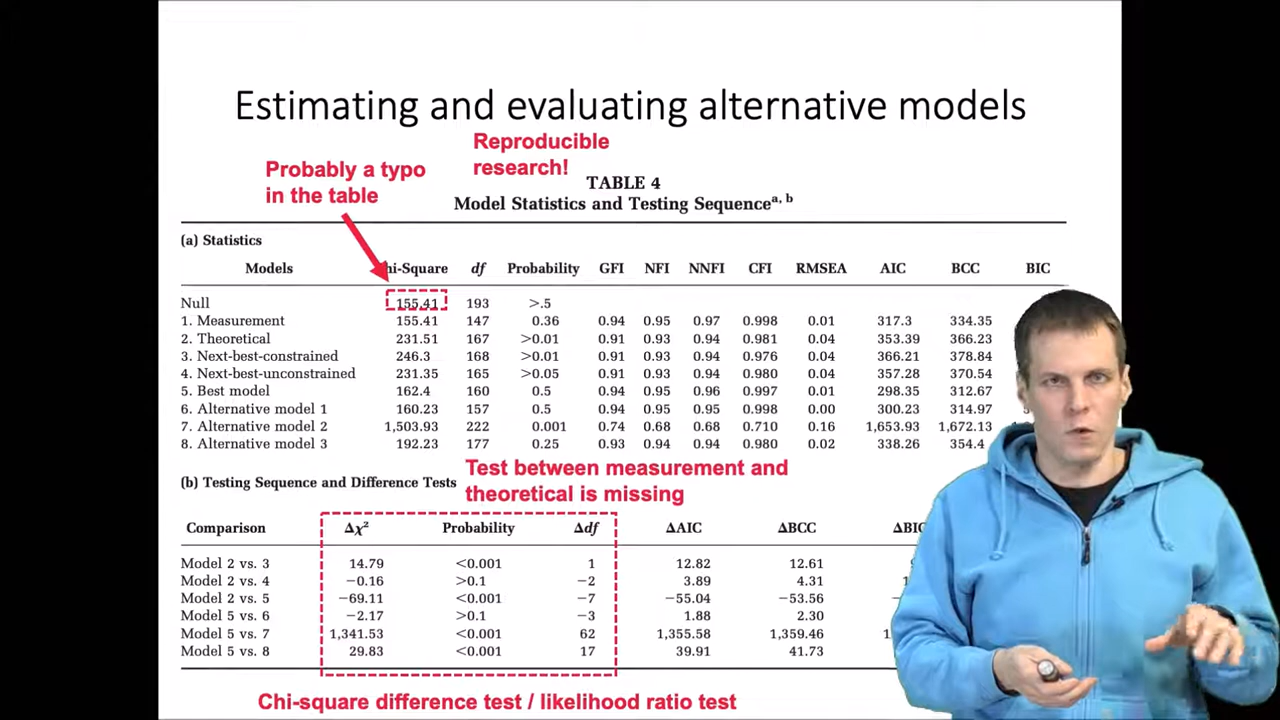 Estimating and evaluating alternative models
Reproducible
research!
Probably a typo
in the table
TABLE 4
Model Statistics and Testing Sequenceᵃ, ᵇ
(a) Statistics
Models hi-Square df Probability GFI NFI NNFI CFI RMSEA AIC BCC BIC
Null 155.41 193 >.5
1. Measurement 155.41 147 0.36 0.94 0.95 0.97 0.998 0.01 317.3 334.35
2. Theoretical 231.51 167 >0.01 0.91 0.93 0.94 0.981 0.04 353.39 366.23
3. Next-best-constrained 246.3 168 >0.01 0.91 0.93 0.94 0.976 0.04 366.21 378.84
4. Next-best-unconstrained 231.35 165 >0.05 0.91 0.93 0.94 0.980 0.04 357.28 370.54
5. Best model 162.4 160 0.5 0.94 0.95 0.96 0.997 0.01 298.35 312.67
6. Alternative model 1 160.23 157 0.5 0.94 0.95 0.95 0.998 0.00 300.23 314.97
7. Alternative model 2 1,503.93 222 0.001 0.74 0.68 0.68 0.710 0.16 1,653.93 1,672.13
8. Alternative model 3 192.23 177 0.25 0.93 0.94 0.94 0.980 0.02 338.26 354.4
Test between measurement and
theoretical is missing
(b) Testing Sequence and Difference Tests
Comparison Δχ² Probability Δdf ΔAIC ΔBCC ΔBI
Model 2 vs. 3 14.79 <0.001 1 12.82 12.61
Model 2 vs. 4 −0.16 >0.1 −2 3.89 4.31
Model 2 vs. 5 −69.11 <0.001 −7 −55.04 −53.56
Model 5 vs. 6 −2.17 >0.1 −3 1.88 2.30
Model 5 vs. 7 1,341.53 <0.001 62 1,355.58 1,359.46
Model 5 vs. 8 29.83 <0.001 17 39.91 41.73
Chi-square difference test / likelihood ratio test